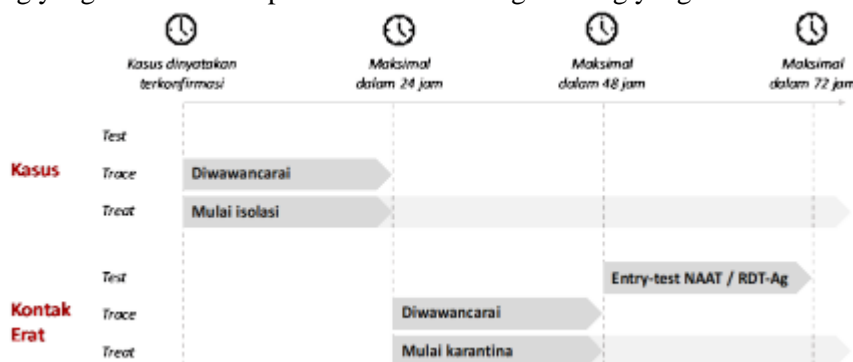 Kasus dinyatakan terkonfirmasi
Maksimal dalam 24 jam
Maksimal dalam 48 jam
Maksimal dalam 72 jam
Kasus
Test
Trace
Diwawancarai
Treat
Mulai isolasi
Kontak Erat
Test
Entry-test NAAT / RDT-Ag
Trace
Diwawancarai
Treat
Mulai karantina